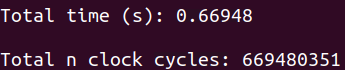 Total time (s): 0.66948
Total n clock cycles: 669480351